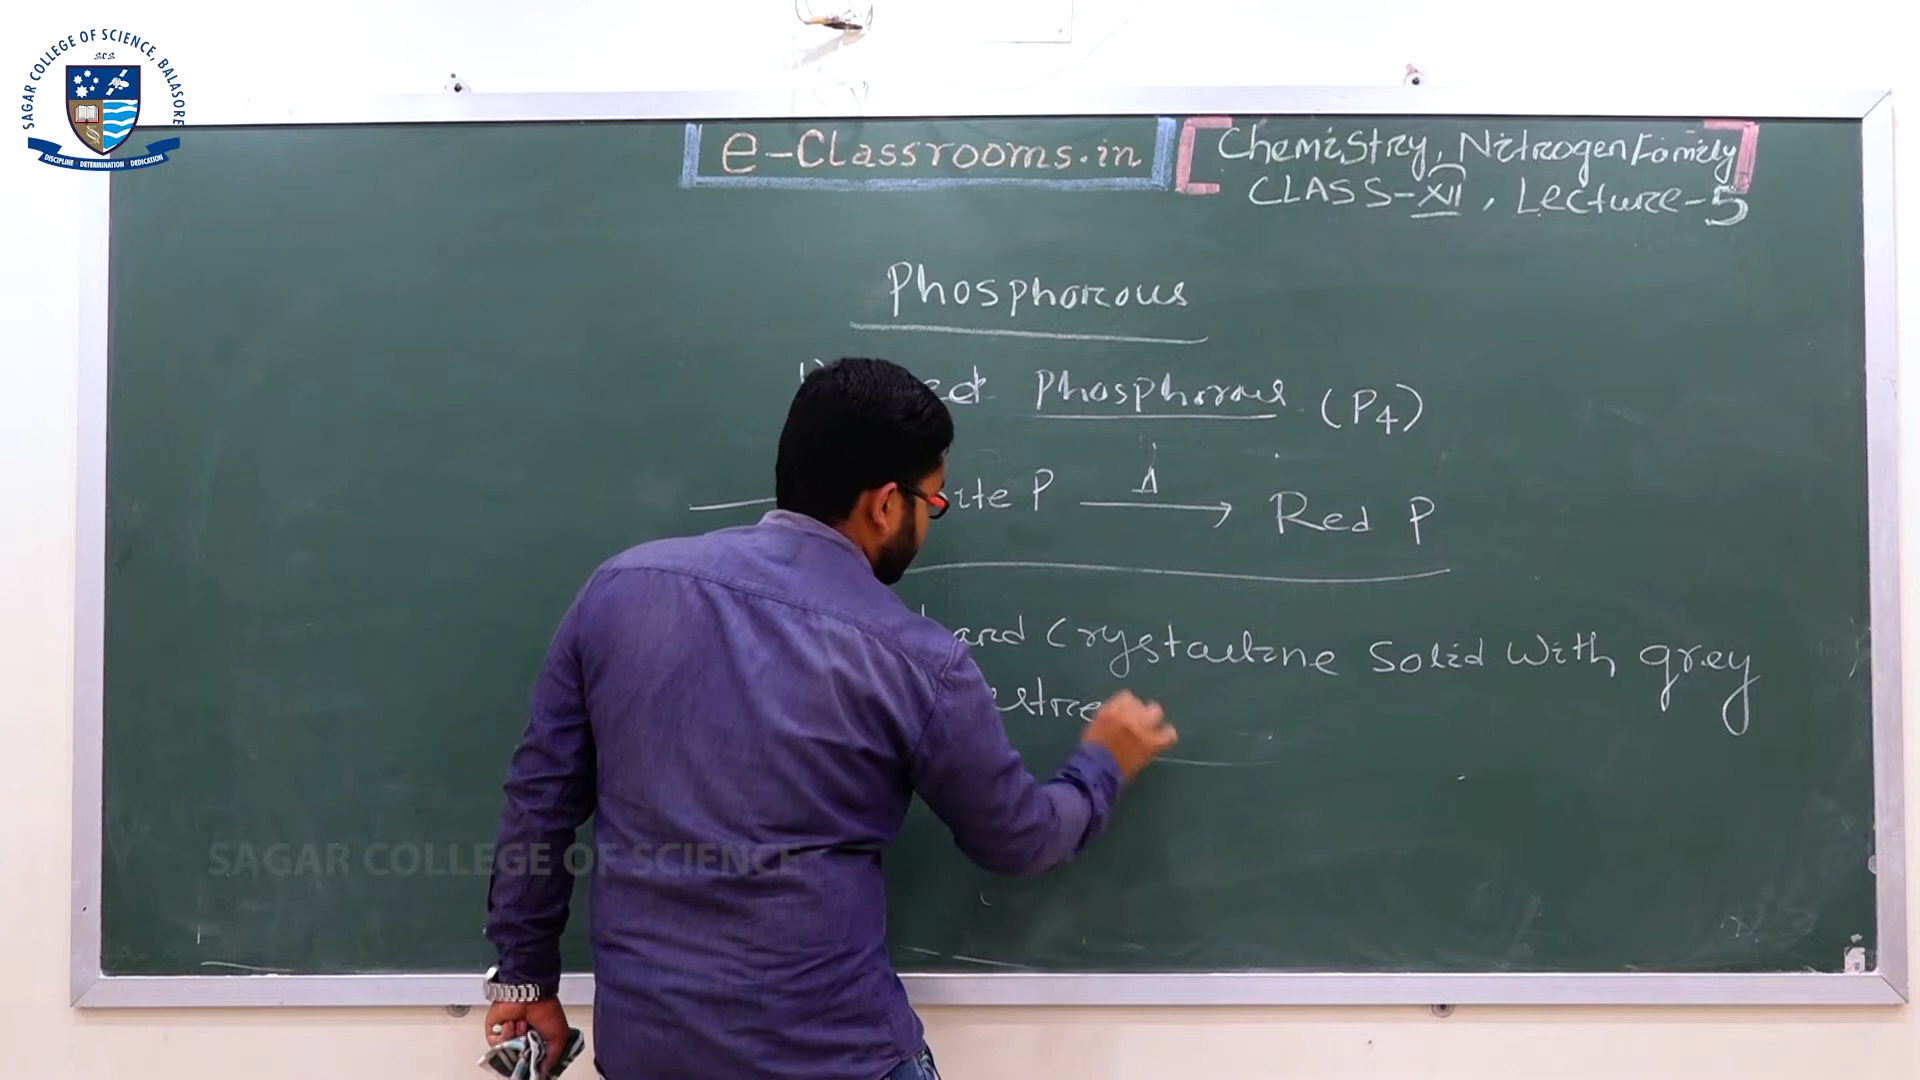 SAGAR COLLEGE OF SCIENCE, BALASORE
SCS
DISCIPLINE DETERMINATION DEDICATION
e-Classrooms.in
Chemistry, Nitrogen Family
CLASS-XII, Lecture-5
Phosphorous
Phosphorous (P4)
P Δ → Red P
Crystalline Solid With grey
SAGAR COLLEGE OF SCIENCE